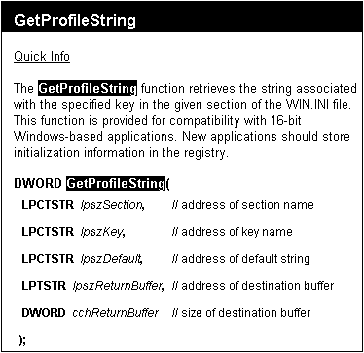 GetProfileString
Quick Info
The GetProfileString function retrieves the string associated
with the specified key in the given section of the WIN.INI file.
This function is provided for compatibility with 16-bit
Windows-based applications. New applications should store
initialization information in the registry.
DWORD GetProfileString(
LPCTSTR lpszSection, // address of section name
LPCTSTR lpszKey, // address of key name
LPCTSTR lpszDefault, // address of default string
LPTSTR lpszReturnBuffer, // address of destination buffer
DWORD cchReturnBuffer // size of destination buffer
);